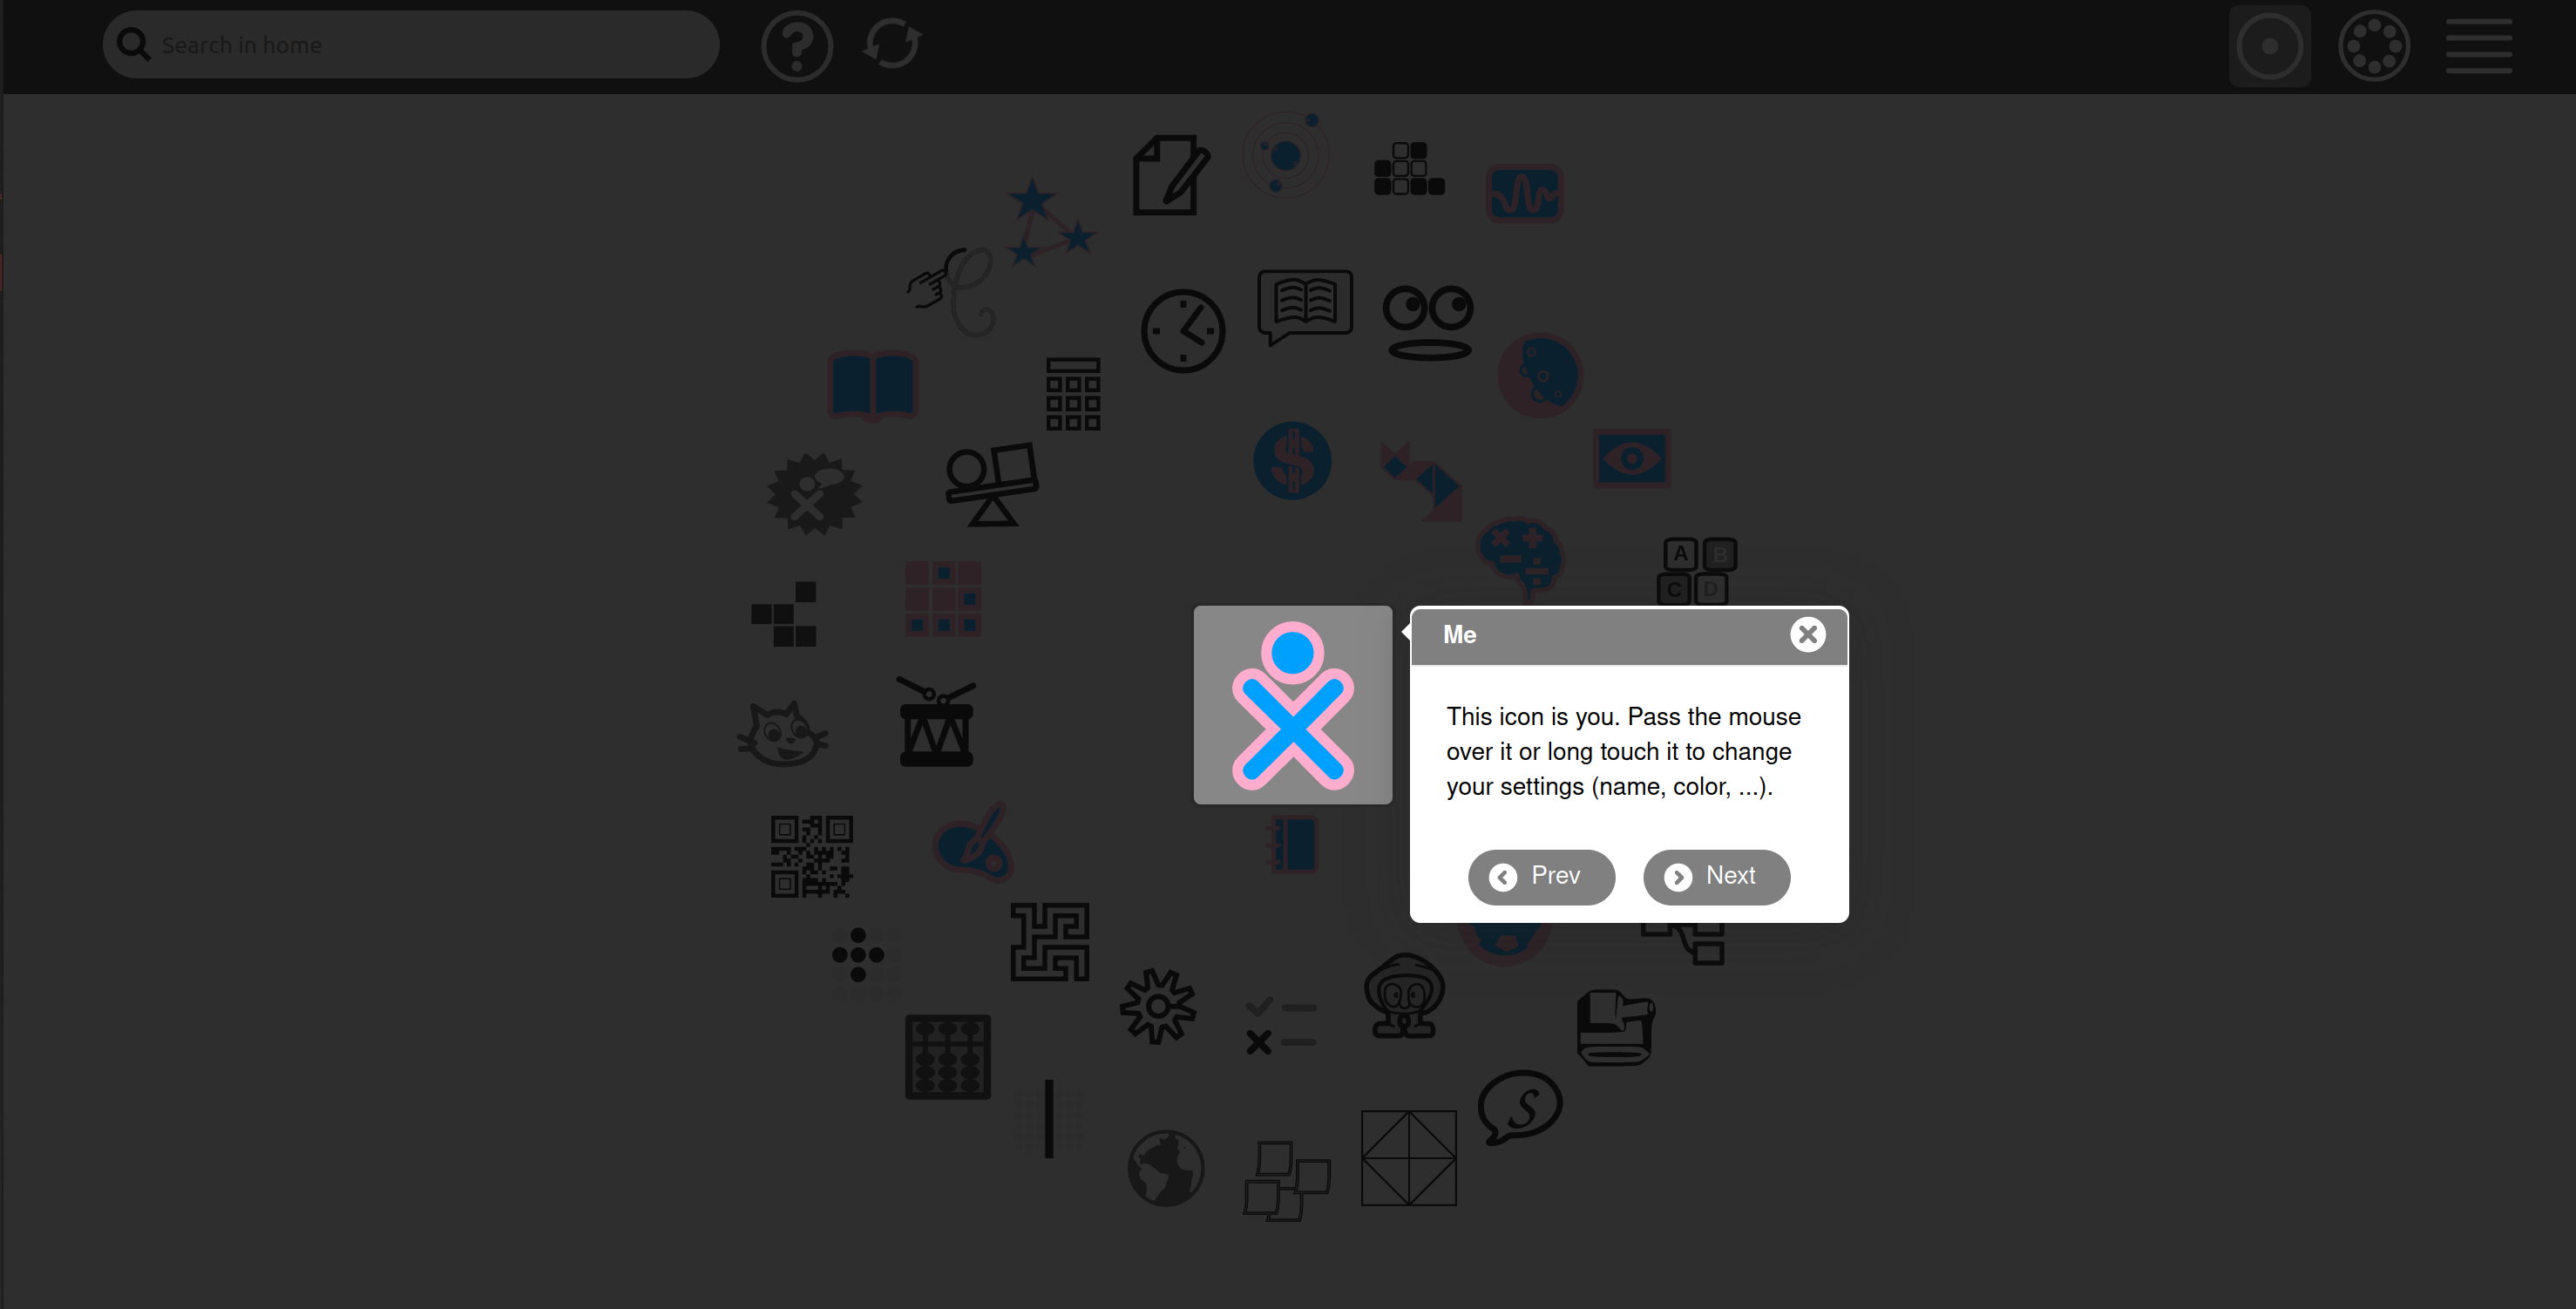 Search in home
A B
C D
Me
This icon is you. Pass the mouse
over it or long touch it to change
your settings (name, color, ...).
Prev Next